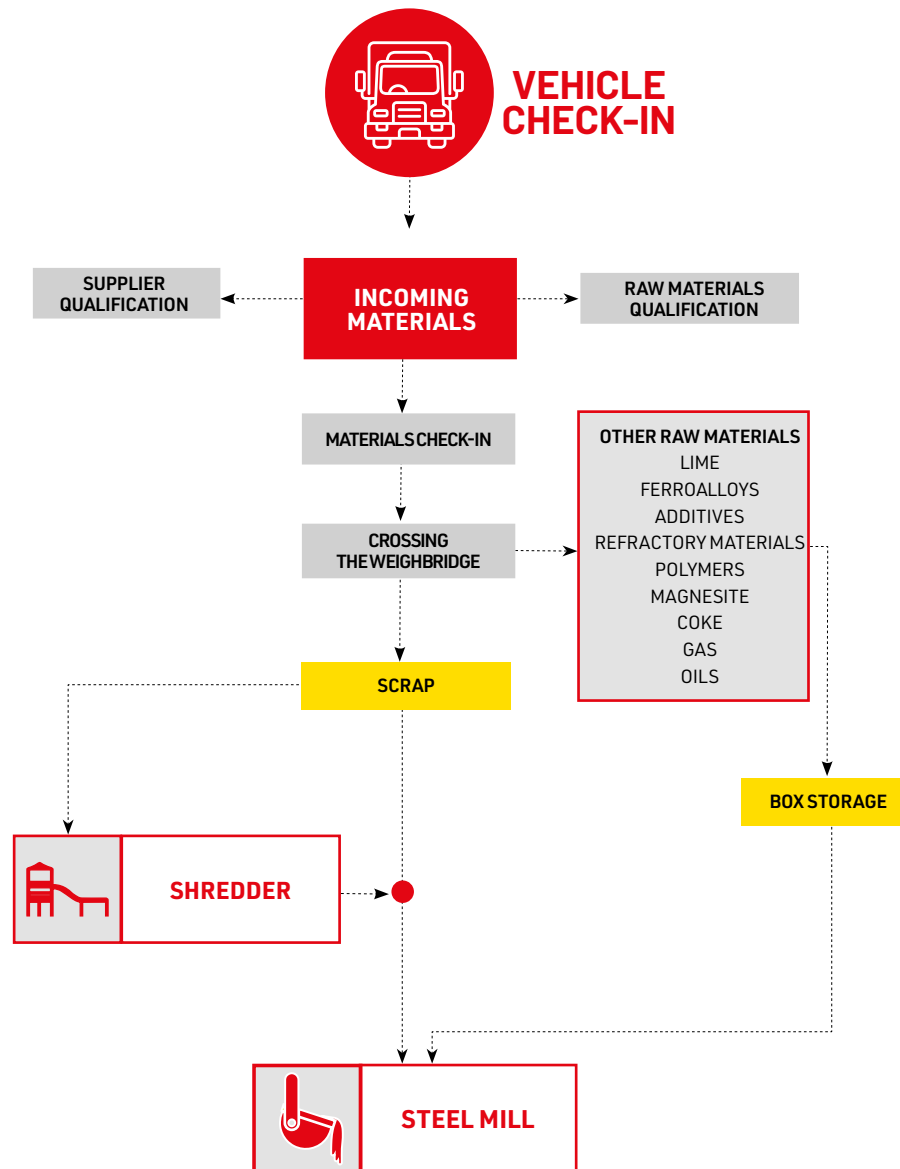 VEHICLE
CHECK-IN
SUPPLIER
QUALIFICATION
INCOMING
MATERIALS
RAW MATERIALS
QUALIFICATION
MATERIALS CHECK-IN
CROSSING
THE WEIGHBRIDGE
OTHER RAW MATERIALS
LIME
FERROALLOYS
ADDITIVES
REFRACTORY MATERIALS
POLYMERS
MAGNESITE
COKE
GAS
OILS
SCRAP
BOX STORAGE
SHREDDER
STEEL MILL